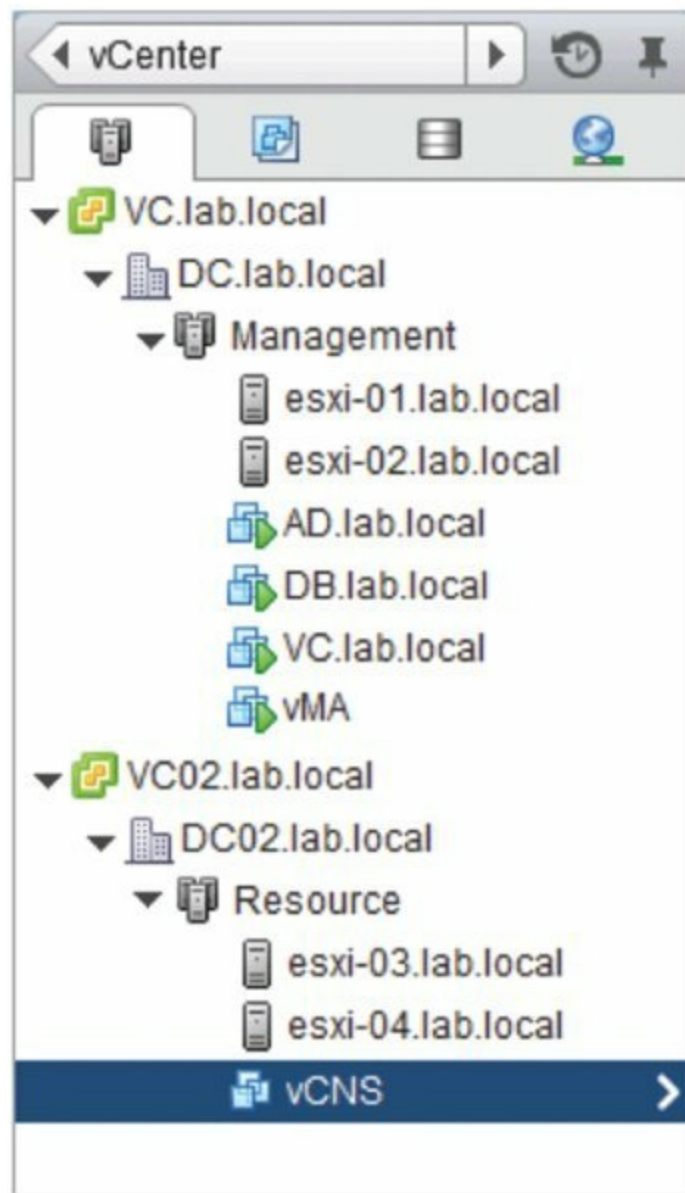 vCenter
VC.lab.local
DC.lab.local
Management
esxi-01.lab.local
esxi-02.lab.local
AD.lab.local
DB.lab.local
VC.lab.local
vMA
VC02.lab.local
DC02.lab.local
Resource
esxi-03.lab.local
esxi-04.lab.local
vCNS